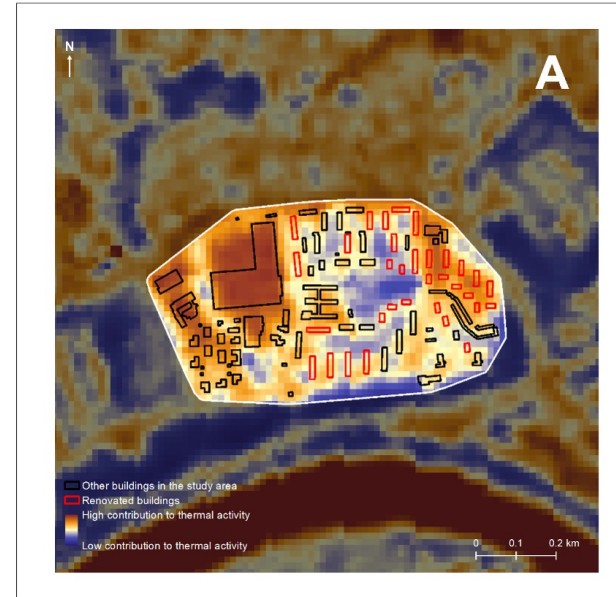 N
A
Other buildings in the study area
Renovated buildings
High contribution to thermal activity
Low contribution to thermal activity
0 0.1 0.2 km